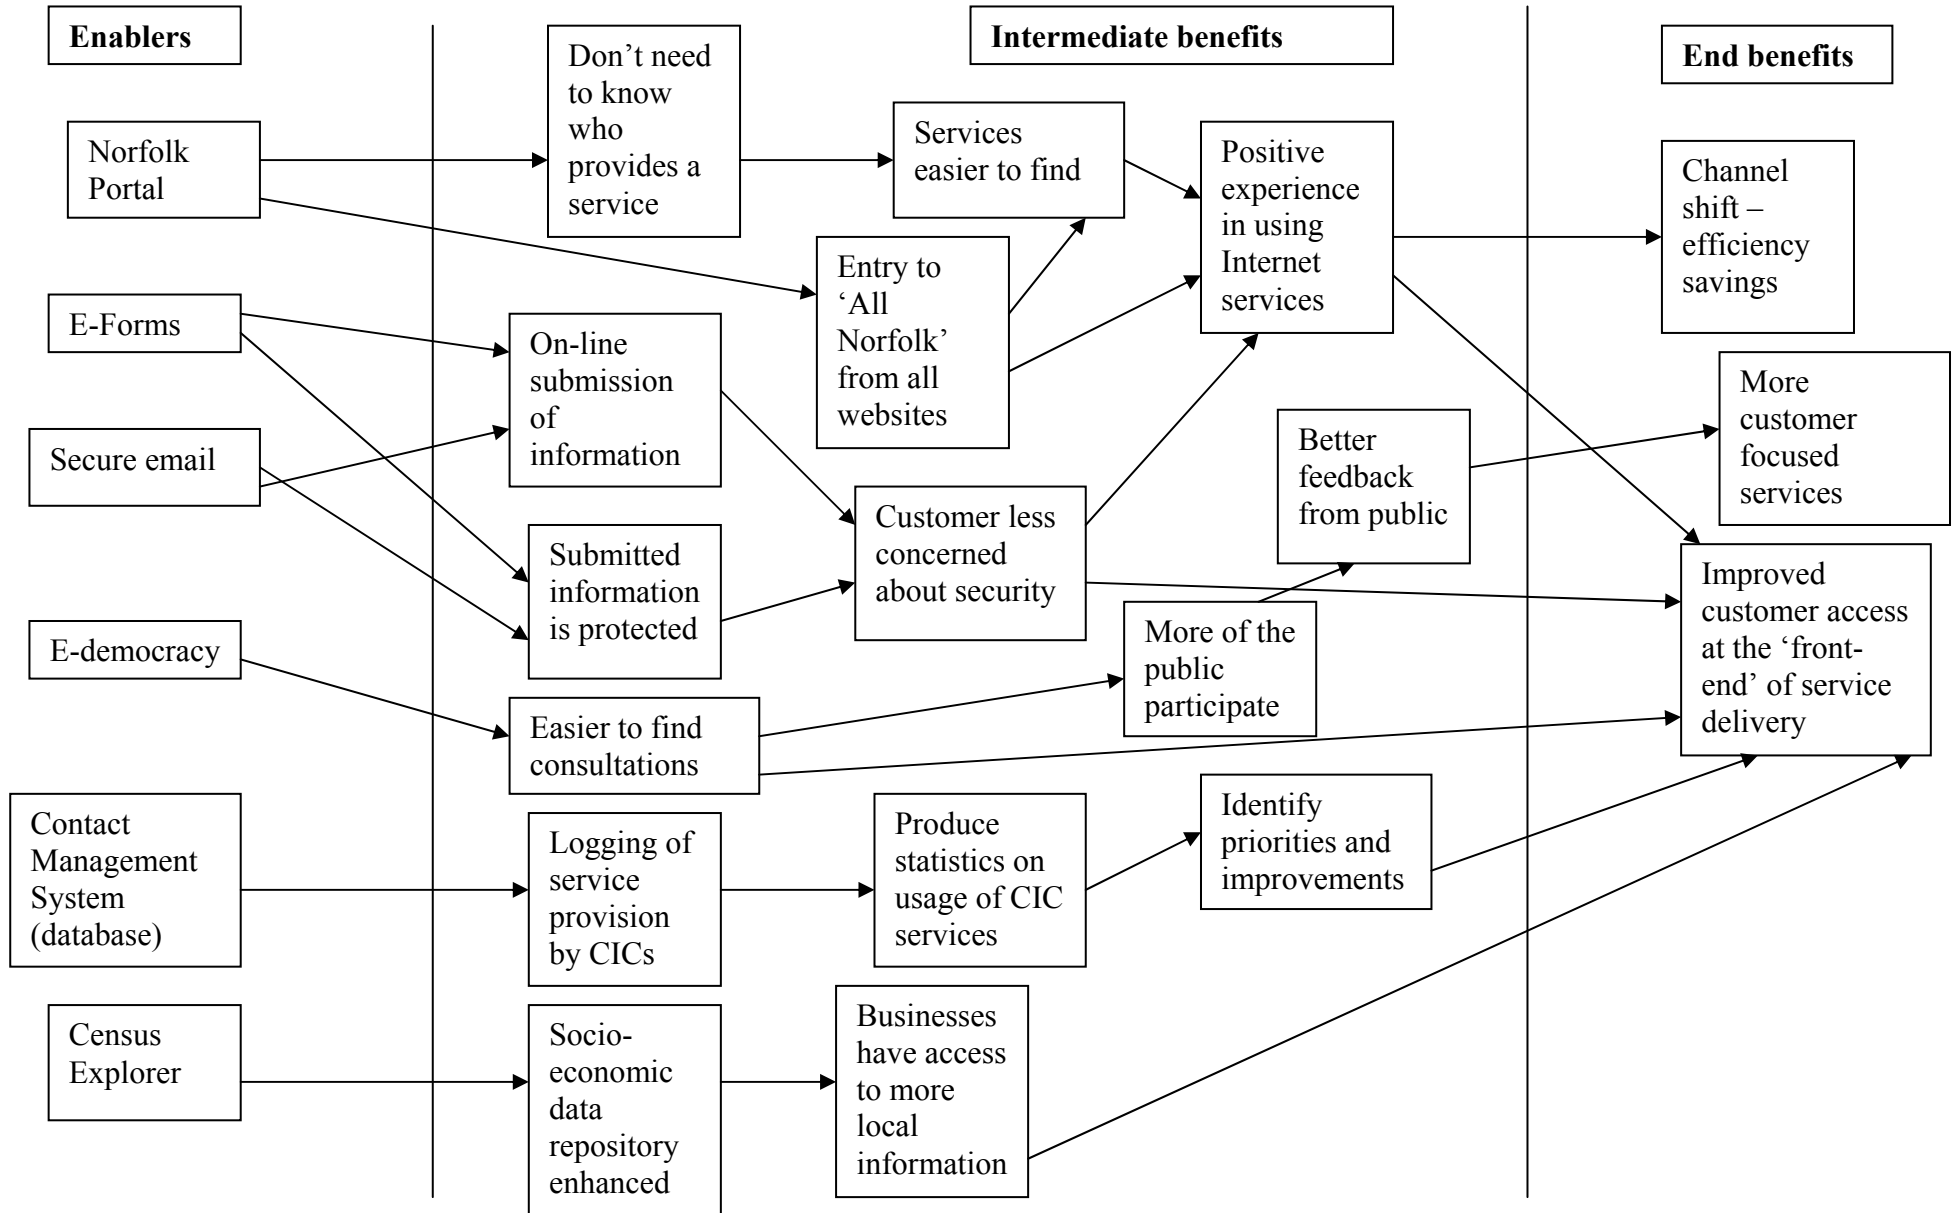 Enablers
Intermediate benefits
End benefits
Norfolk
Portal
Don’t need
to know
who
provides a
service
Services
easier to find
Positive
experience
in using
Internet
services
Channel
shift –
efficiency
savings
Entry to
‘All
Norfolk’
from all
websites
E-Forms
On-line
submission
of
information
More
customer
focused
services
Better
feedback
from public
Secure email
Customer less
concerned
about security
Submitted
information
is protected
Improved
customer access
at the ‘front-
end’ of service
delivery
E-democracy
More of the
public
participate
Easier to find
consultations
Contact
Management
System
(database)
Logging of
service
provision
by CICs
Produce
statistics on
usage of CIC
services
Identify
priorities and
improvements
Census
Explorer
Socio-
economic
data
repository
enhanced
Businesses
have access
to more
local
information